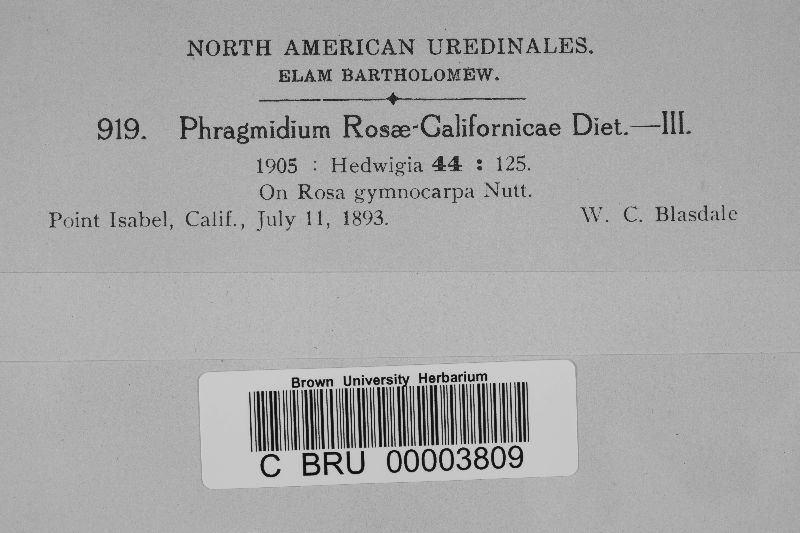 NORTH AMERICAN UREDINALES.
ELAM BARTHOLOMEW.
919. Phragmidium Rosæ-Californicae Diet.—III.
1905 : Hedwigia 44 : 125.
On Rosa gymnocarpa Nutt.
Point Isabel, Calif., July 11, 1893. W. C. Blasdale
Brown University Herbarium
C BRU 00003809